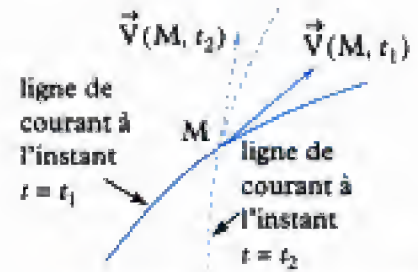 V⃗(M, t₂)
V⃗(M, t₁)
ligne de
courant à
l'instant
t = t₁
M
ligne de
courant à
l'instant
t = t₂